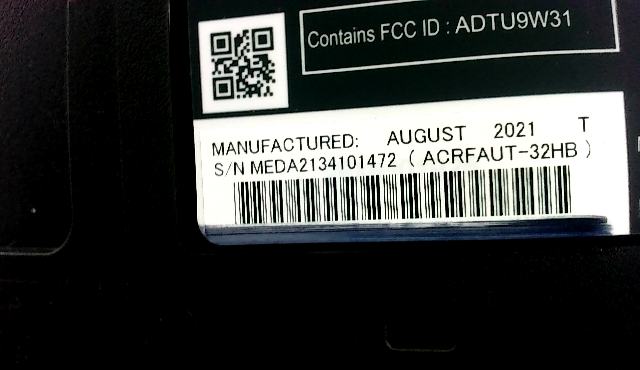 Contains FCC ID : ADTU9W31
MANUFACTURED: AUGUST 2021 T
S/N MEDA2134101472 ( ACRFAUT-32HB )